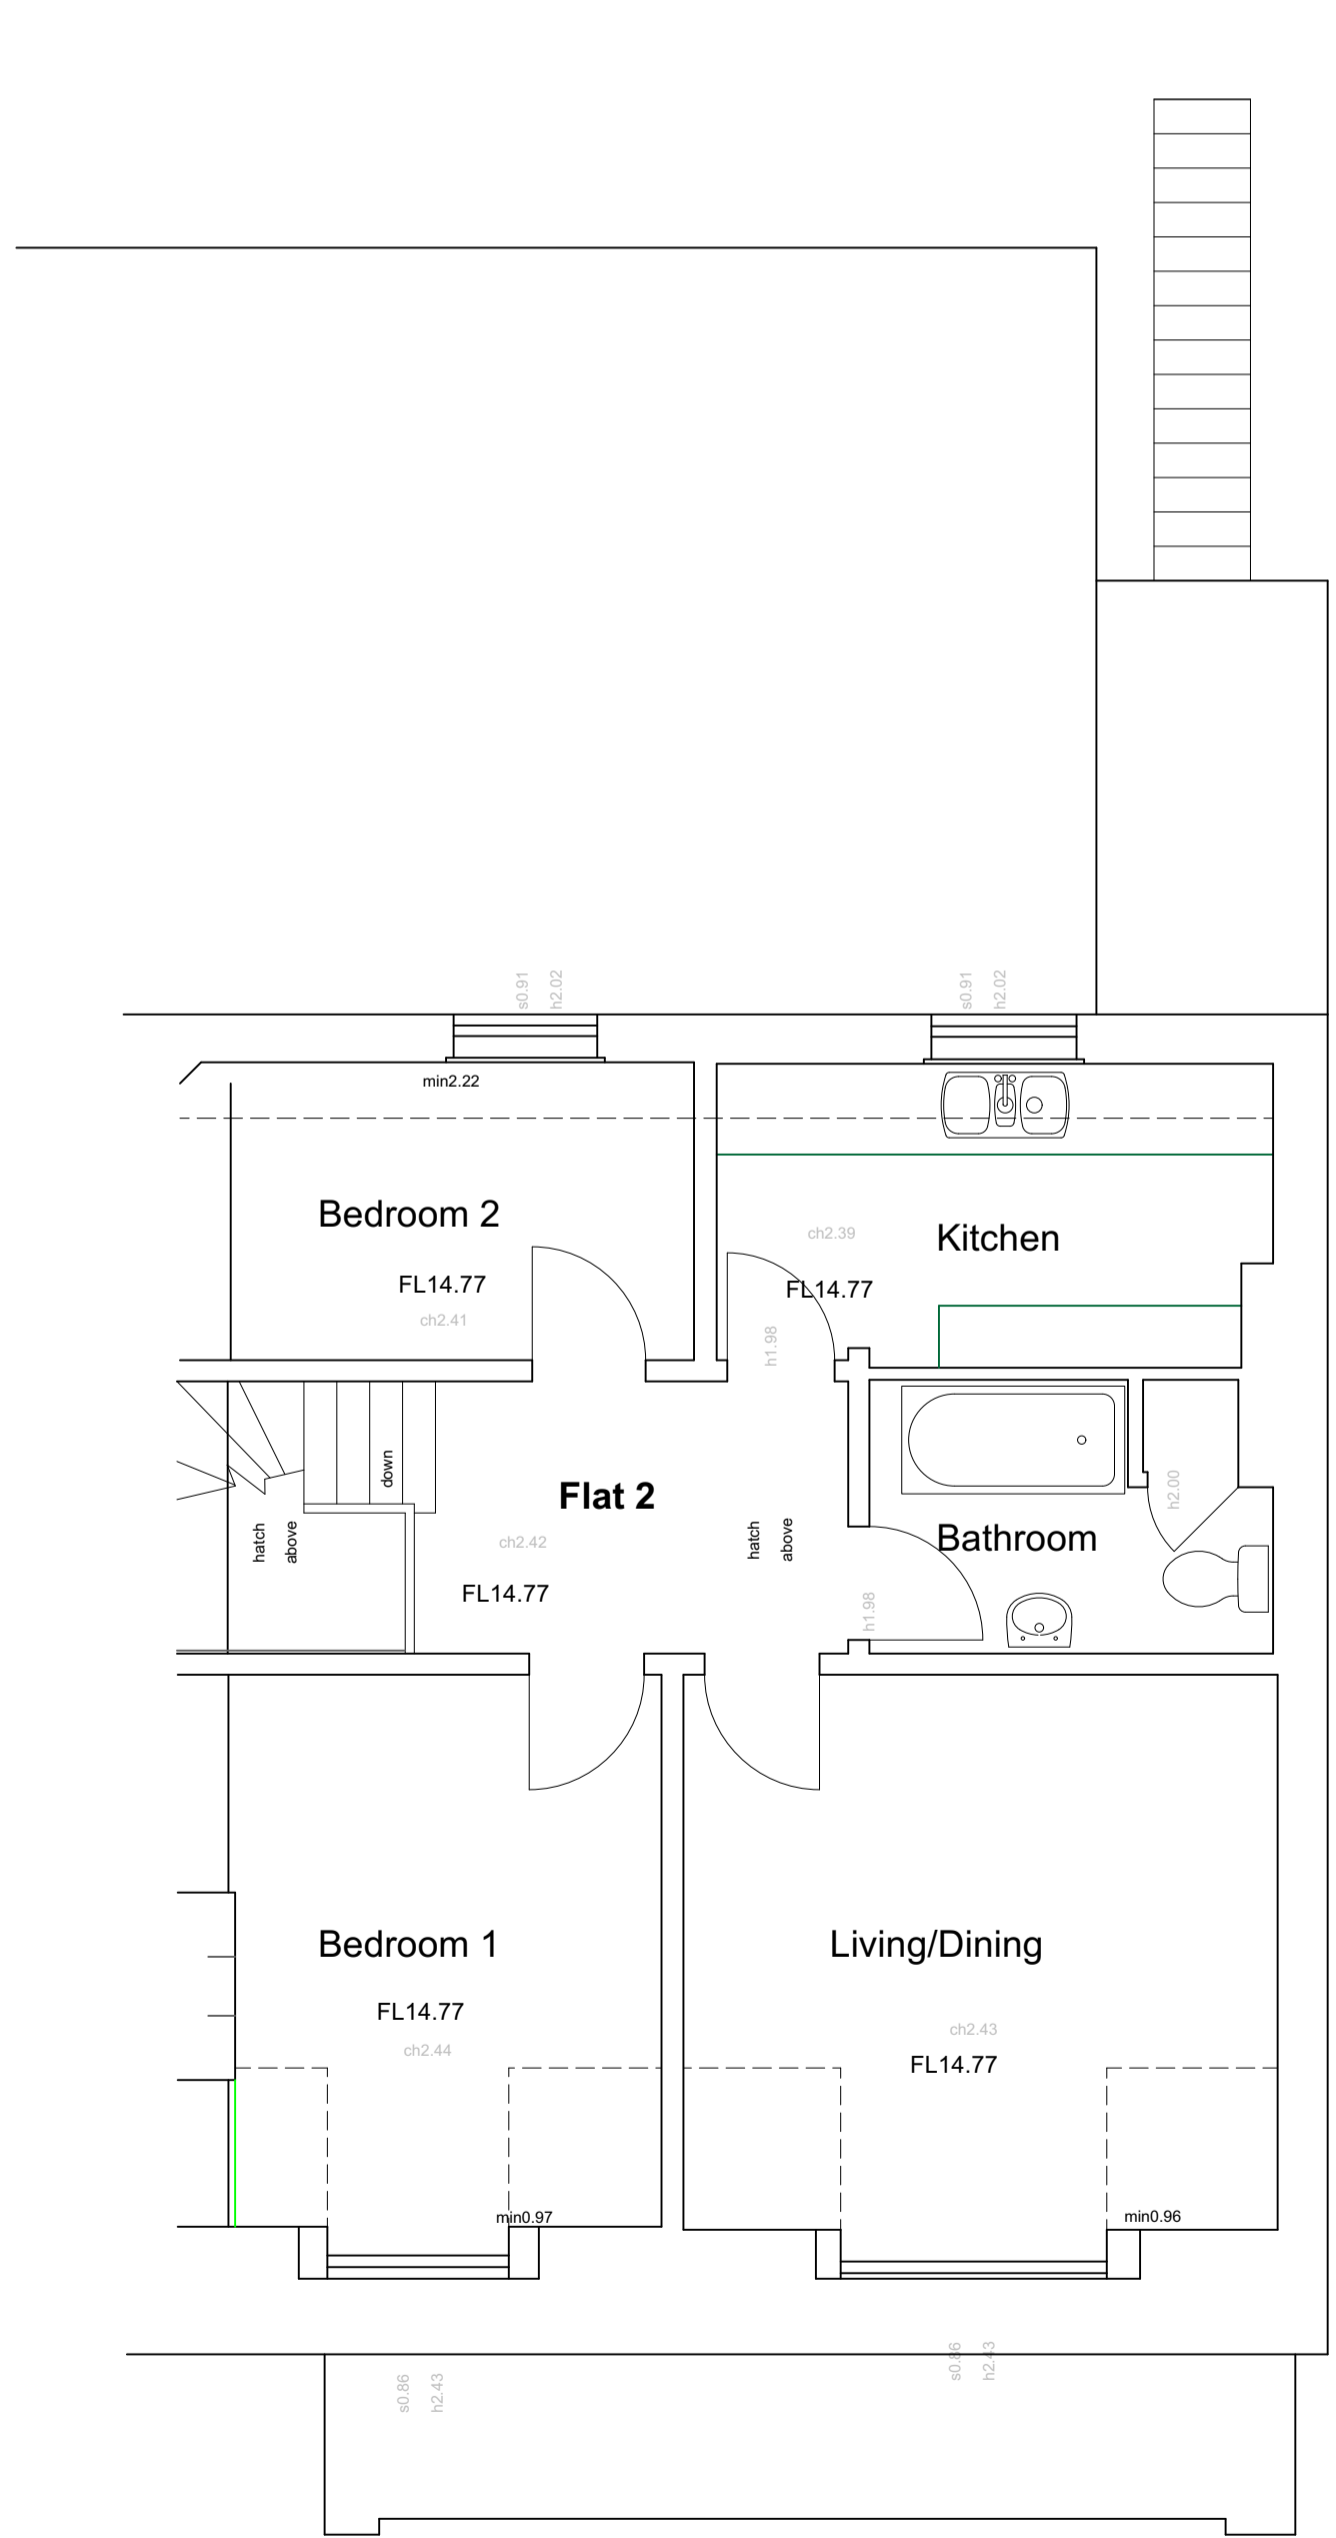 s0.91
h2.02
s0.91
h2.02
min2.22
Bedroom 2
FL14.77
ch2.41
ch2.39
Kitchen
FL14.77
h1.98
down
hatch
above
Flat 2
ch2.42
FL14.77
hatch
above
h2.00
Bathroom
h1.98
Bedroom 1
FL14.77
ch2.44
Living/Dining
ch2.43
FL14.77
min0.97
min0.96
s0.86
h2.43
s0.86
h2.43